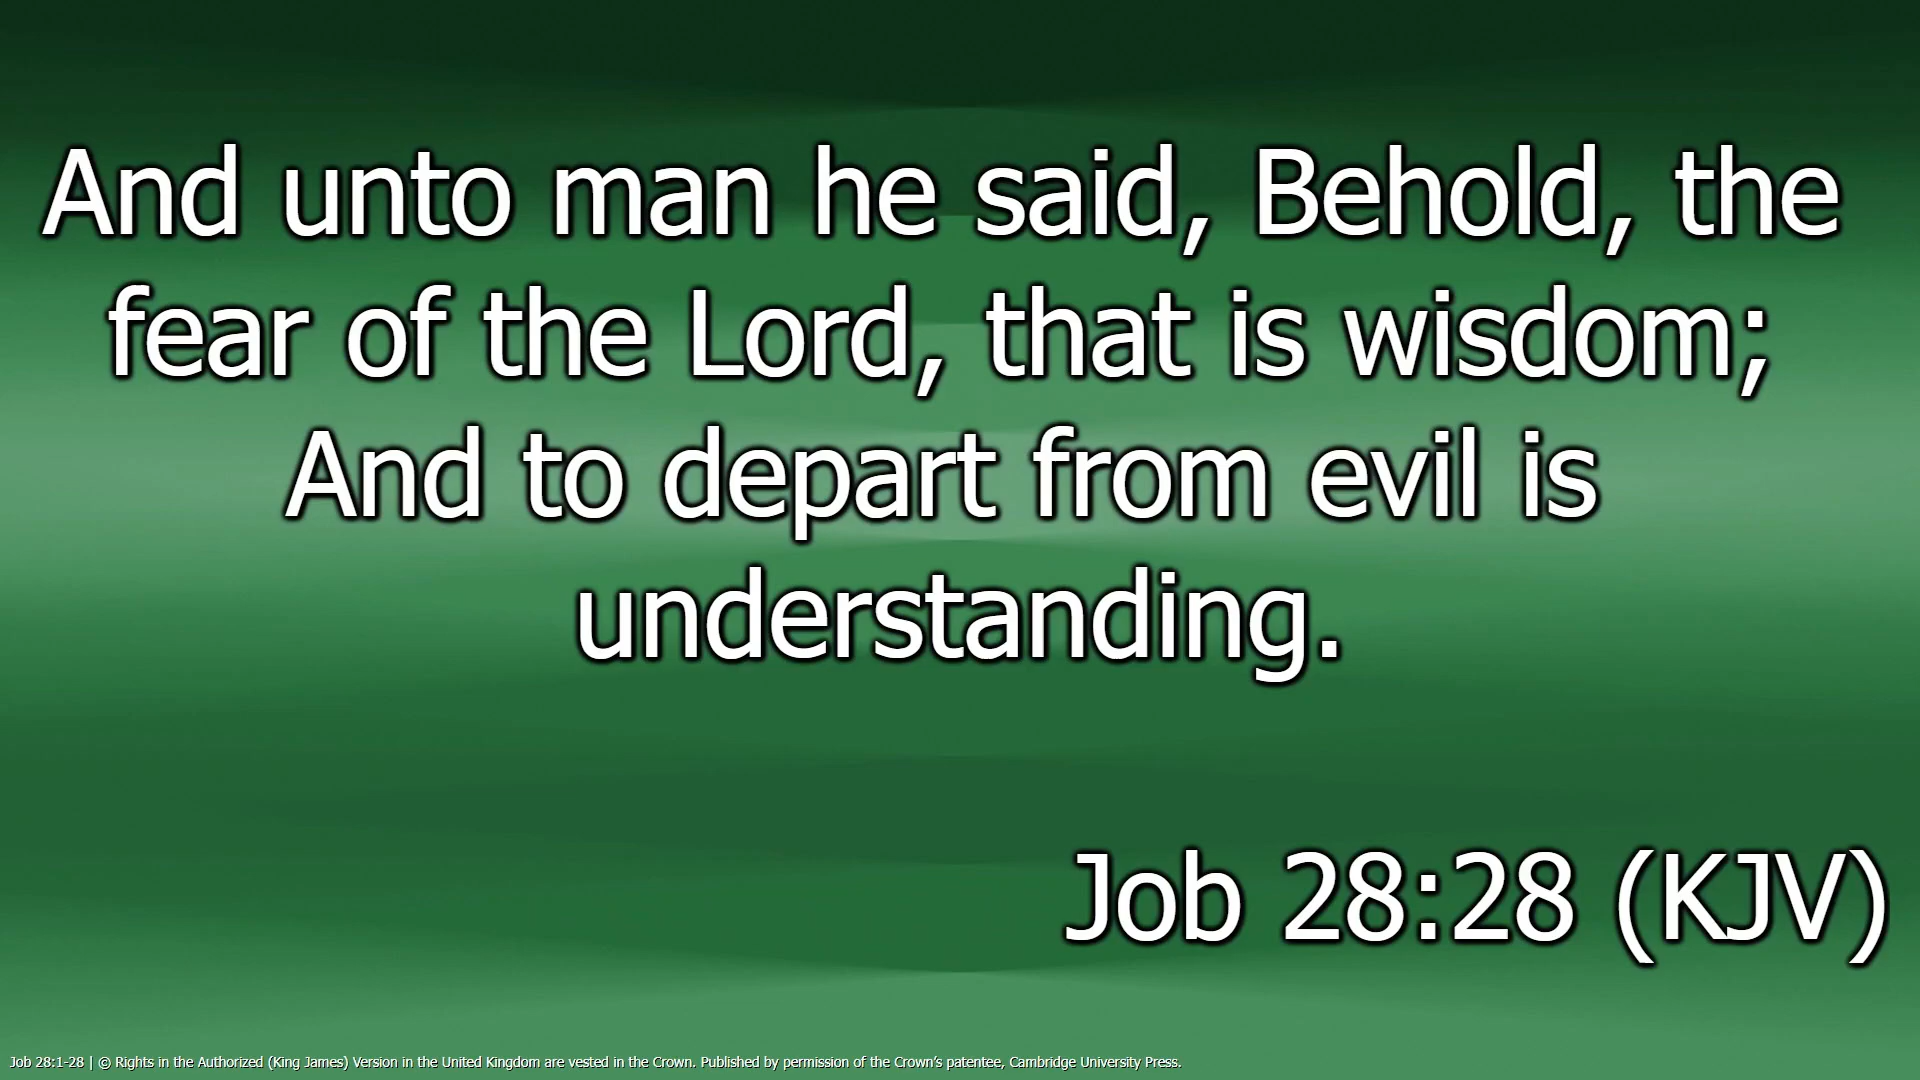 And unto man he said, Behold, the
fear of the Lord, that is wisdom;
And to depart from evil is
understanding.
Job 28:28 (KJV)
Job 28:1-28 | © Rights in the Authorized (King James) Version in the United Kingdom are vested in the Crown. Published by permission of the Crown’s patentee, Cambridge University Press.